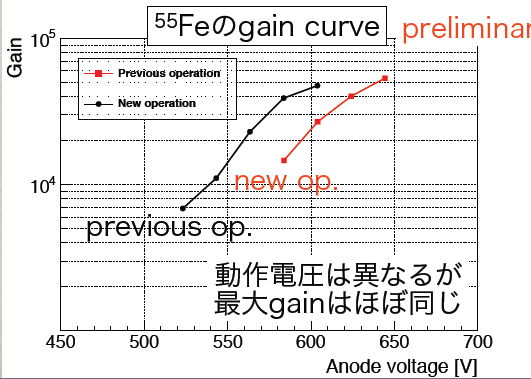 ⁵⁵Feのgain curve
preliminar
Gain
10⁵
Previous operation
New operation
new op.
10⁴
previous op.
動作電圧は異なるが
最大gainはほぼ同じ
450 500 550 600 650 700
Anode voltage [V]